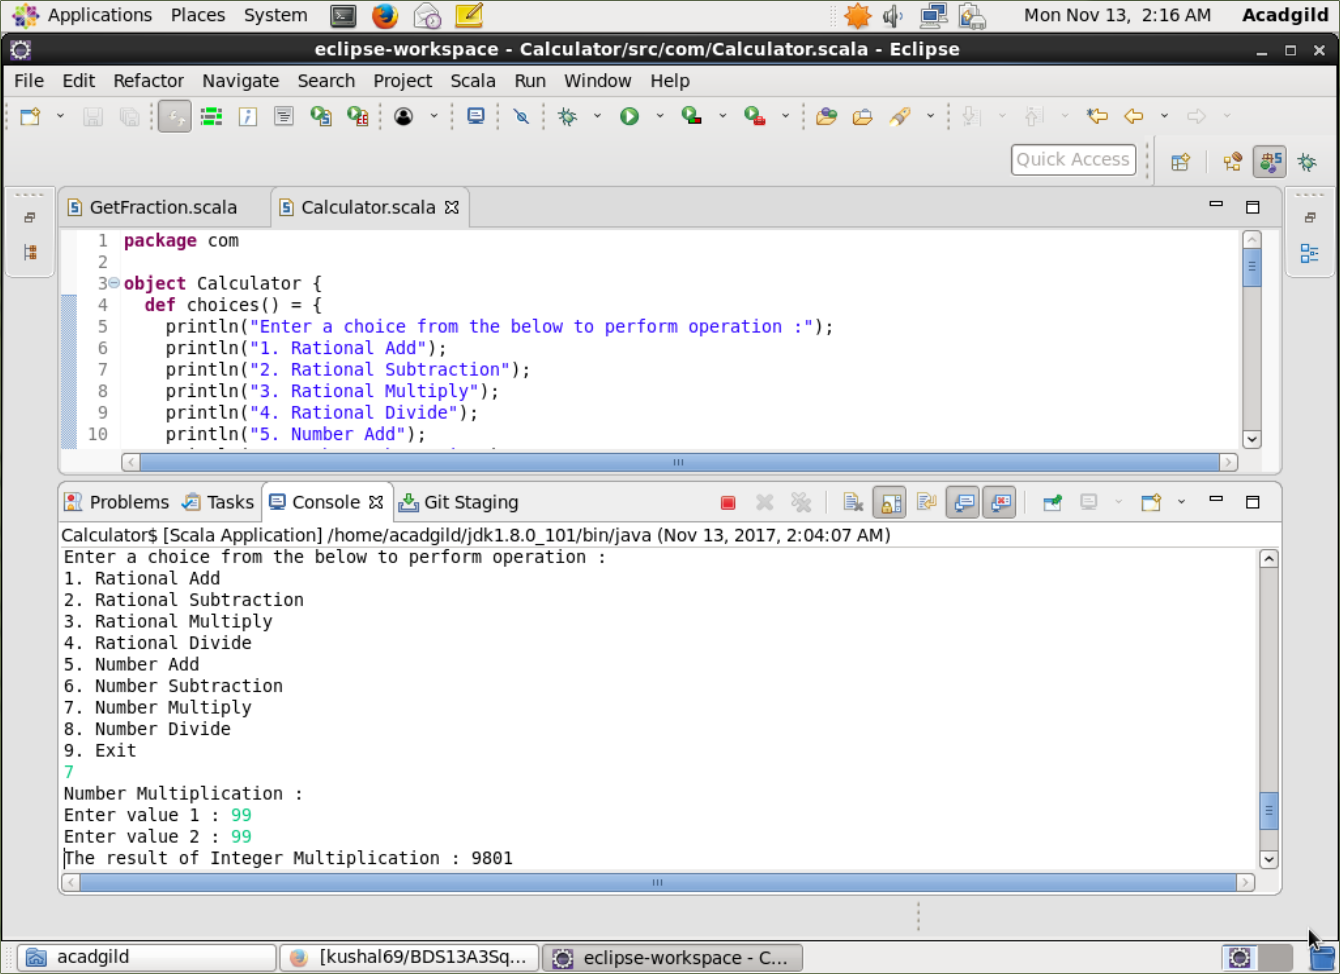 Applications Places System Mon Nov 13, 2:16 AM Acadgild
eclipse-workspace - Calculator/src/com/Calculator.scala - Eclipse
File Edit Refactor Navigate Search Project Scala Run Window Help
Quick Access
GetFraction.scala Calculator.scala
1 package com
2
3 object Calculator {
4 def choices() = {
5 println("Enter a choice from the below to perform operation :");
6 println("1. Rational Add");
7 println("2. Rational Subtraction");
8 println("3. Rational Multiply");
9 println("4. Rational Divide");
10 println("5. Number Add");
Problems Tasks Console Git Staging
Calculator$ [Scala Application] /home/acadgild/jdk1.8.0_101/bin/java (Nov 13, 2017, 2:04:07 AM)
Enter a choice from the below to perform operation :
1. Rational Add
2. Rational Subtraction
3. Rational Multiply
4. Rational Divide
5. Number Add
6. Number Subtraction
7. Number Multiply
8. Number Divide
9. Exit
7
Number Multiplication :
Enter value 1 : 99
Enter value 2 : 99
The result of Integer Multiplication : 9801
acadgild [kushal69/BDS13A3Sq... eclipse-workspace - C...